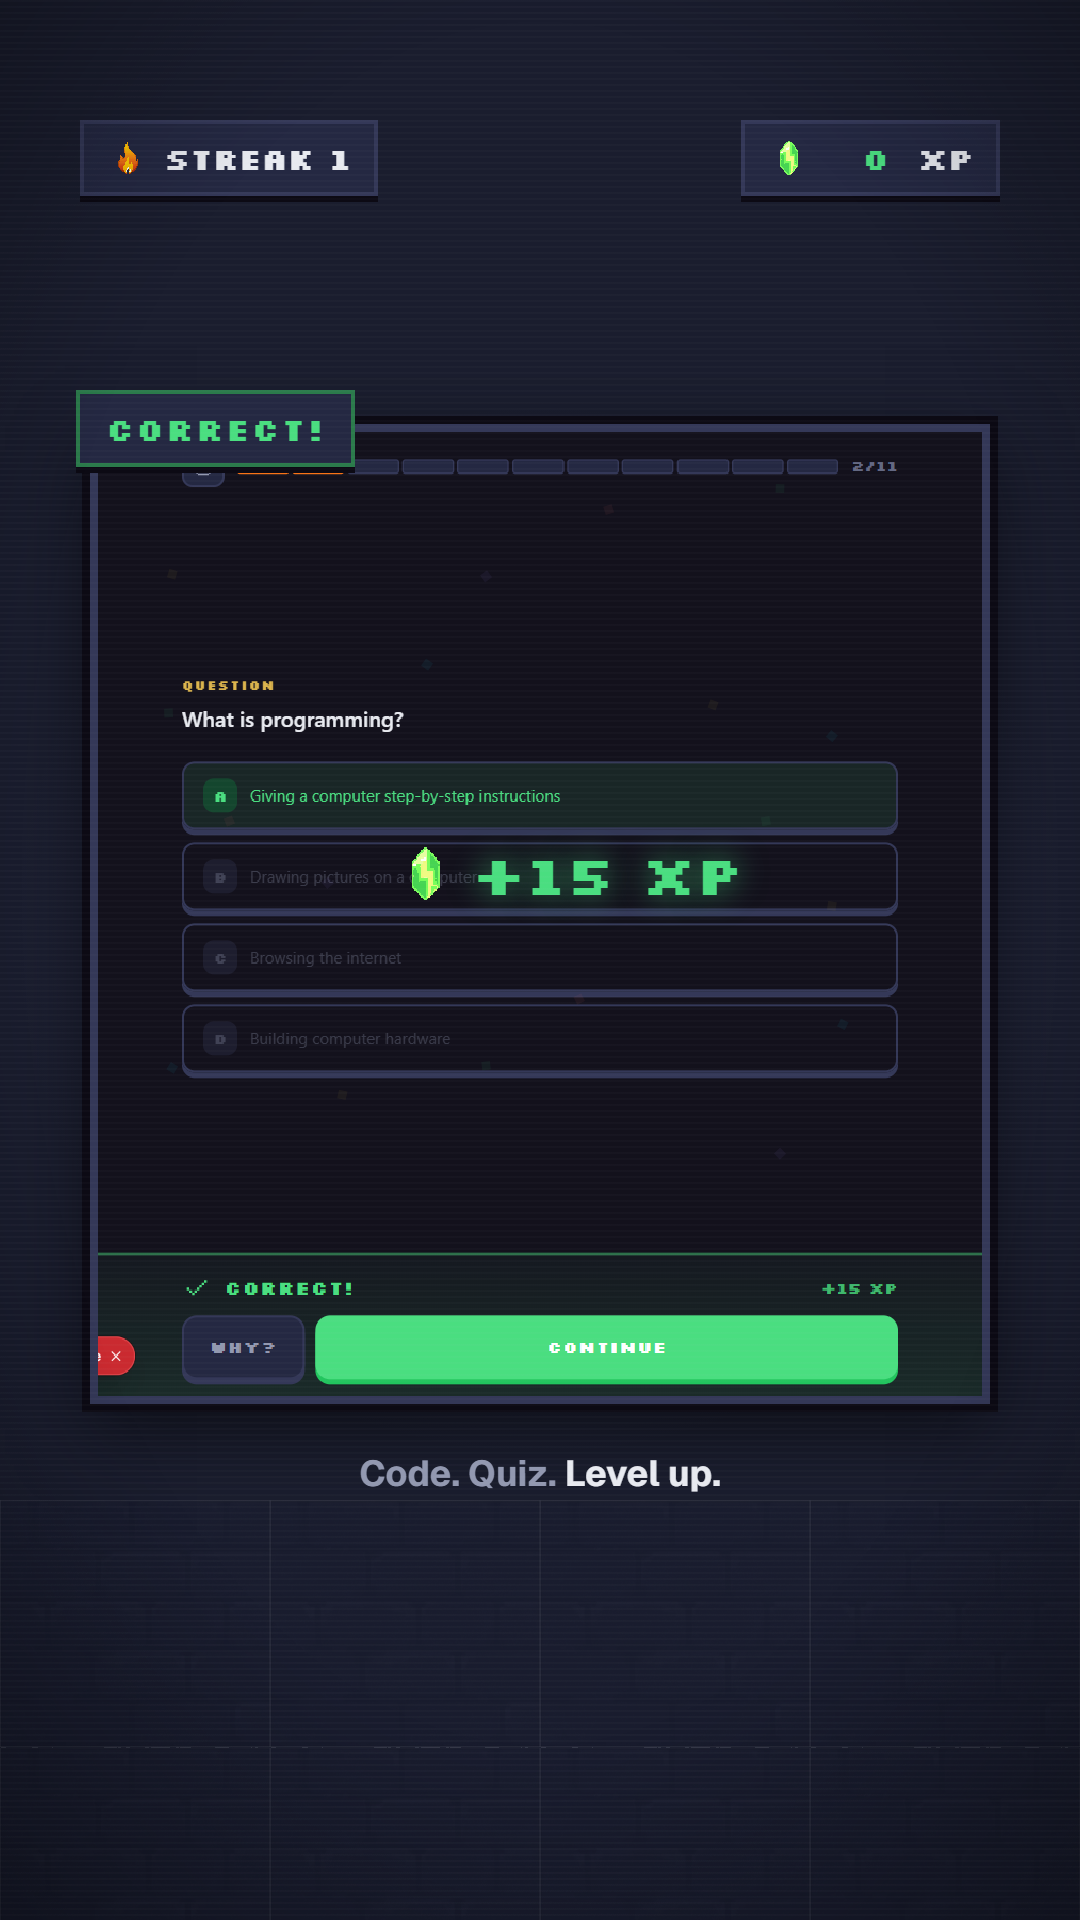 STREAK 1
0 XP
CORRECT!
2/11
QUESTION
What is programming?
A Giving a computer step-by-step instructions
B Drawing pictures on a computer
+15 XP
C Browsing the internet
D Building computer hardware
CORRECT!
+15 XP
X
WHY?
CONTINUE
Code. Quiz. Level up.